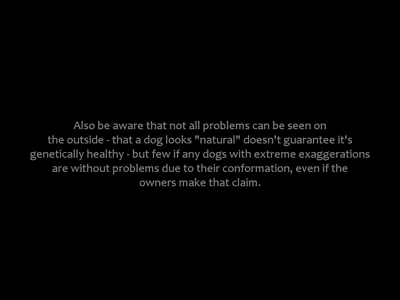 Also be aware that not all problems can be seen on
the outside - that a dog looks "natural" doesn't guarantee it's
genetically healthy - but few if any dogs with extreme exaggerations
are without problems due to their conformation, even if the
owners make that claim.